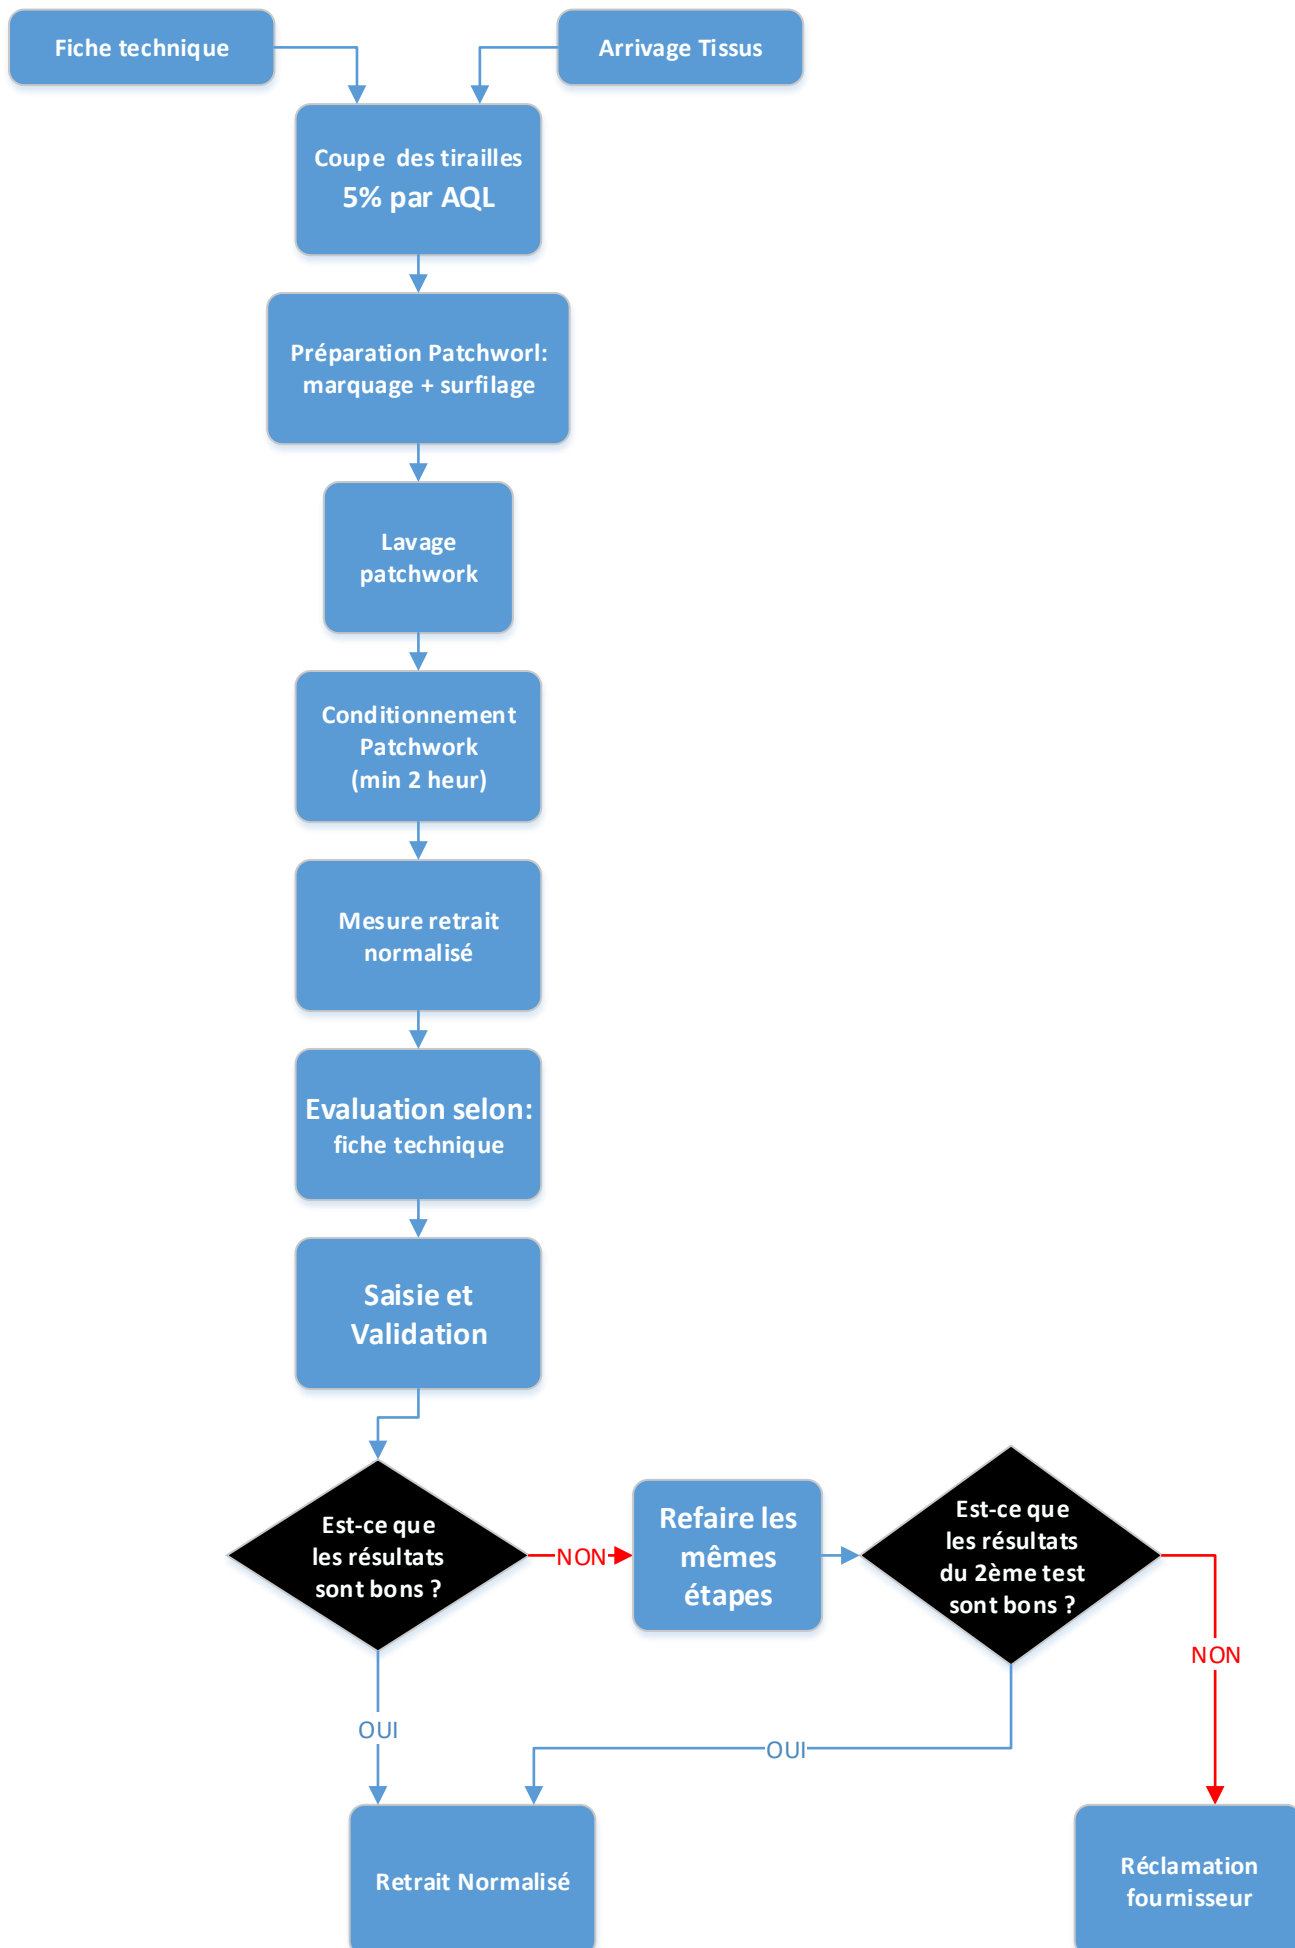 Fiche technique
Arrivage Tissus
Coupe des tirailles
5% par AQL
Préparation Patchworl:
marquage + surfilage
Lavage
patchwork
Conditionnement
Patchwork
(min 2 heur)
Mesure retrait
normalisé
Evaluation selon:
fiche technique
Saisie et
Validation
Est-ce que
les résultats
sont bons ?
NON
Refaire les
mêmes
étapes
Est-ce que
les résultats
du 2ème test
sont bons ?
NON
OUI
OUI
Retrait Normalisé
Réclamation
fournisseur